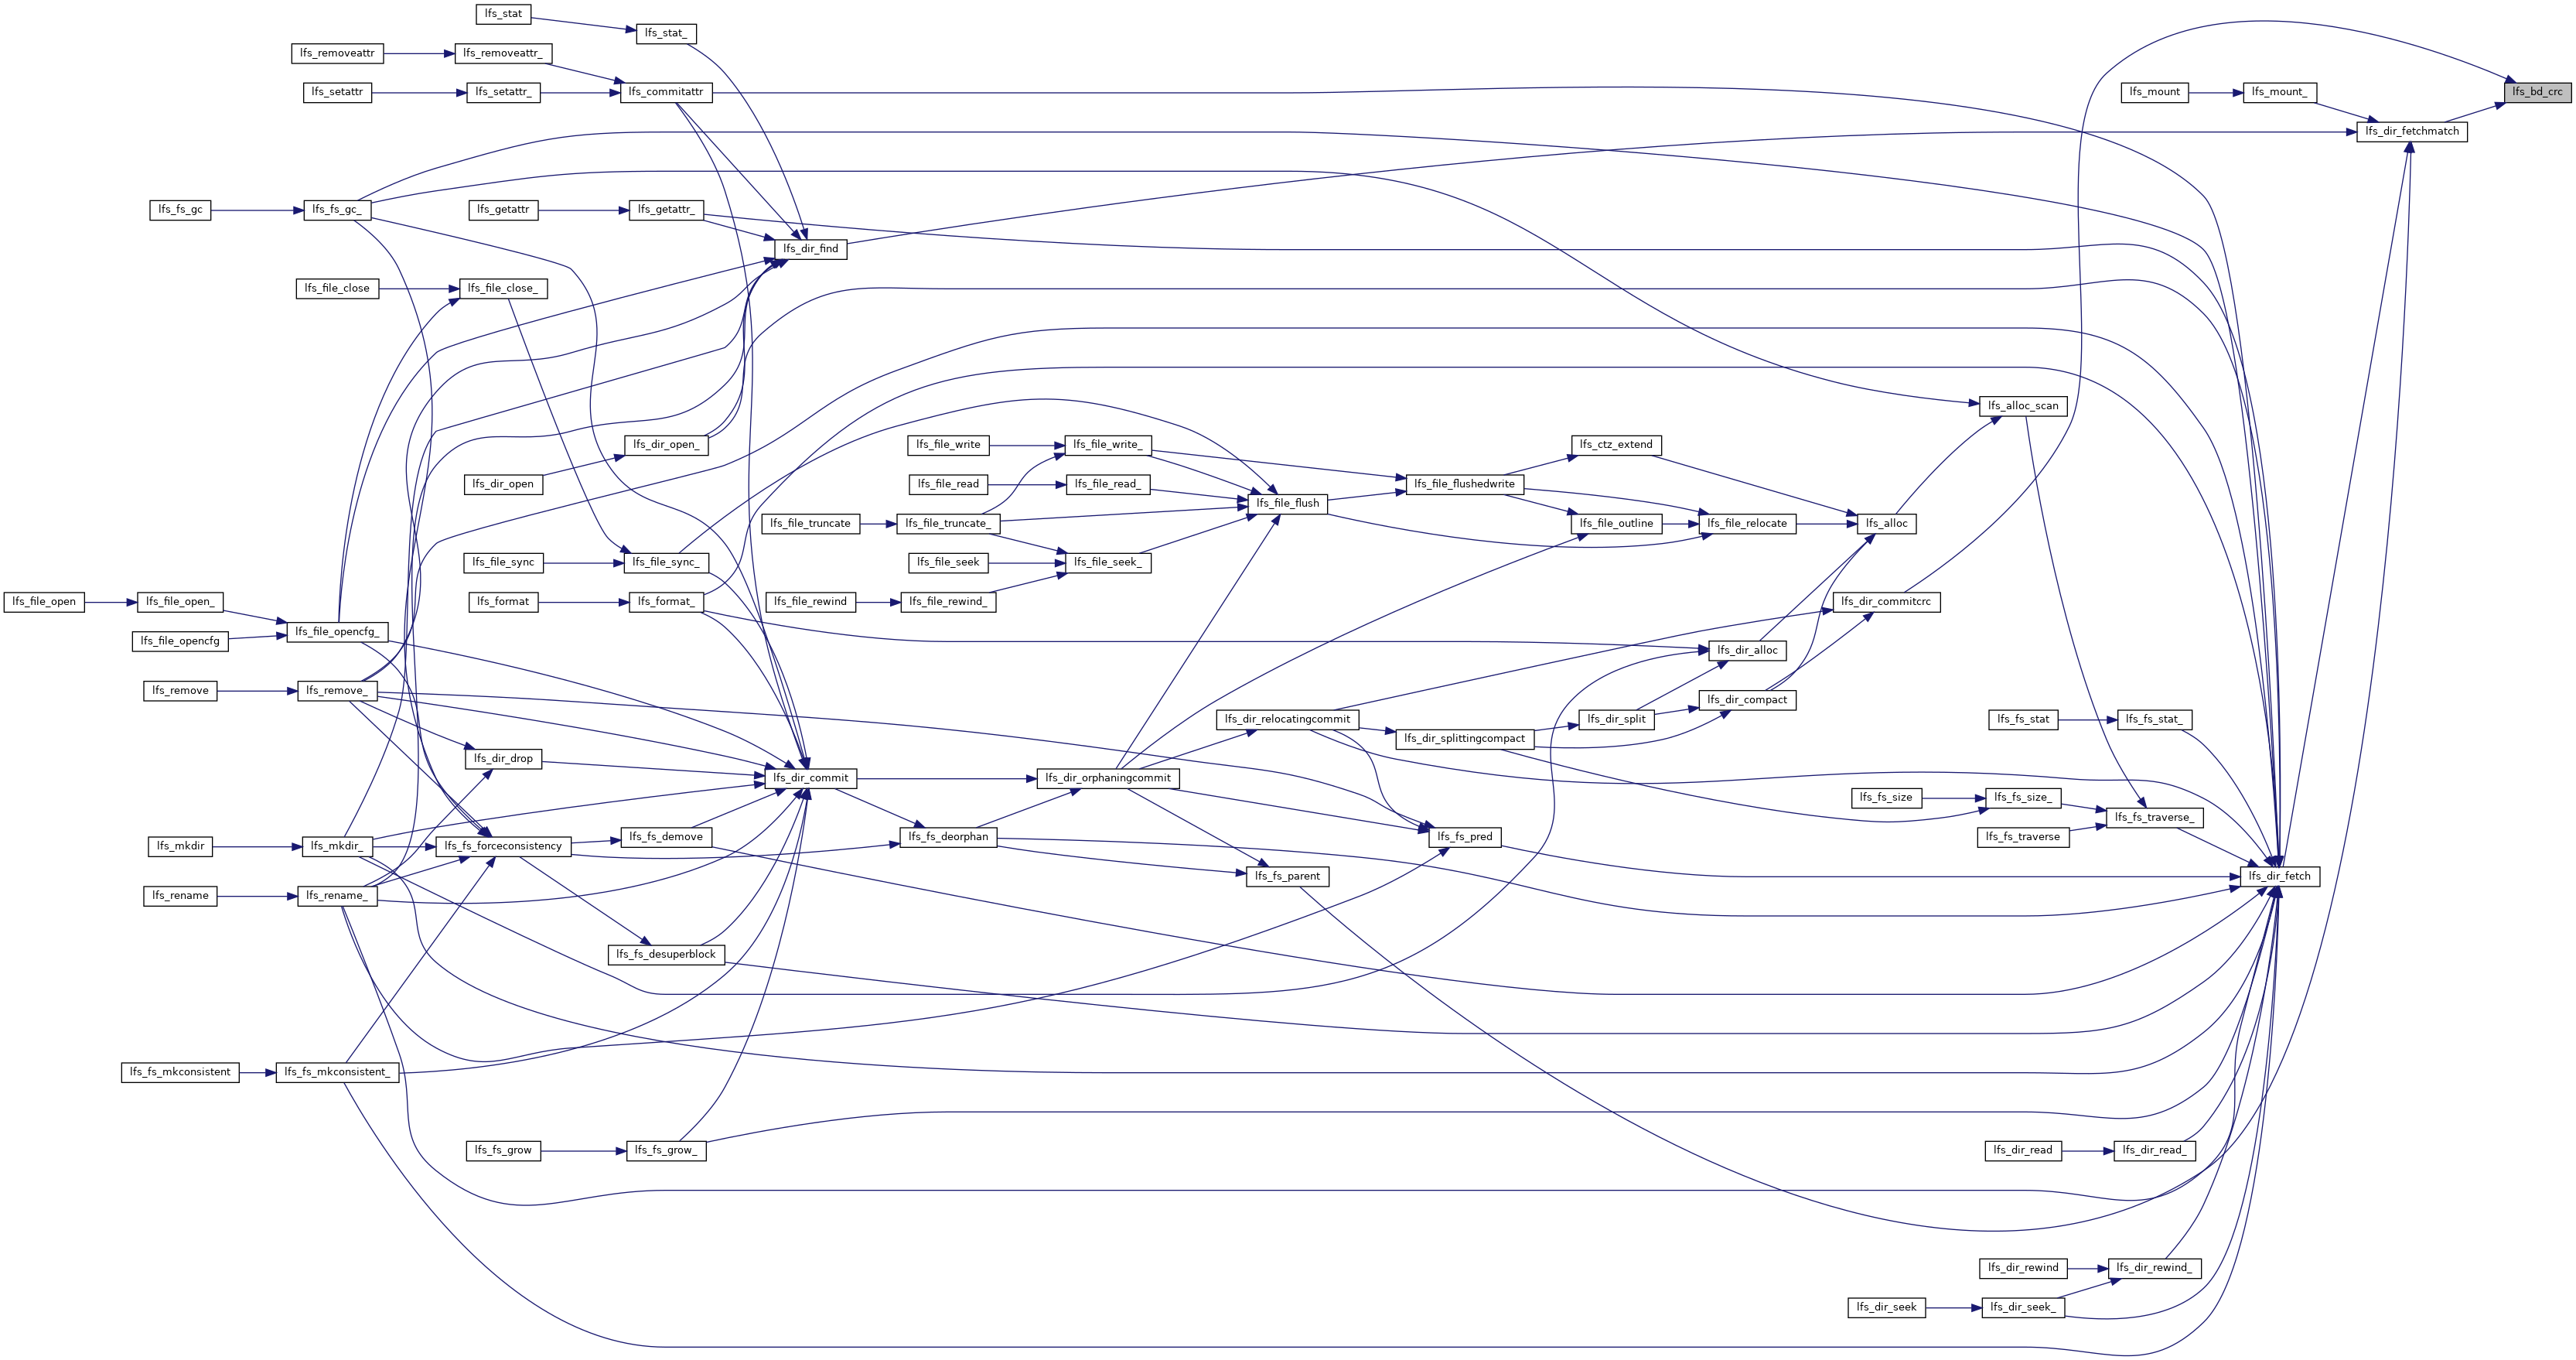 lfs_stat
lfs_stat_
lfs_removeattr
lfs_removeattr_
lfs_setattr
lfs_setattr_
lfs_commitattr
lfs_mount
lfs_mount_
lfs_bd_crc
lfs_dir_fetchmatch
lfs_fs_gc
lfs_fs_gc_
lfs_getattr
lfs_getattr_
lfs_dir_find
lfs_file_close
lfs_file_close_
lfs_alloc_scan
lfs_dir_open_
lfs_file_write
lfs_file_write_
lfs_ctz_extend
lfs_dir_open
lfs_file_read
lfs_file_read_
lfs_file_flushedwrite
lfs_file_flush
lfs_file_truncate
lfs_file_truncate_
lfs_file_outline
lfs_file_relocate
lfs_alloc
lfs_file_sync
lfs_file_sync_
lfs_file_seek
lfs_file_seek_
lfs_file_open
lfs_file_open_
lfs_format
lfs_format_
lfs_file_rewind
lfs_file_rewind_
lfs_dir_commitcrc
lfs_file_opencfg_
lfs_file_opencfg
lfs_dir_alloc
lfs_remove
lfs_remove_
lfs_dir_compact
lfs_dir_relocatingcommit
lfs_dir_split
lfs_fs_stat
lfs_fs_stat_
lfs_dir_splittingcompact
lfs_dir_drop
lfs_dir_commit
lfs_dir_orphaningcommit
lfs_fs_size
lfs_fs_size_
lfs_fs_traverse_
lfs_fs_demove
lfs_fs_deorphan
lfs_fs_pred
lfs_fs_traverse
lfs_mkdir
lfs_mkdir_
lfs_fs_forceconsistency
lfs_fs_parent
lfs_dir_fetch
lfs_rename
lfs_rename_
lfs_fs_desuperblock
lfs_fs_mkconsistent
lfs_fs_mkconsistent_
lfs_fs_grow
lfs_fs_grow_
lfs_dir_read
lfs_dir_read_
lfs_dir_rewind
lfs_dir_rewind_
lfs_dir_seek
lfs_dir_seek_